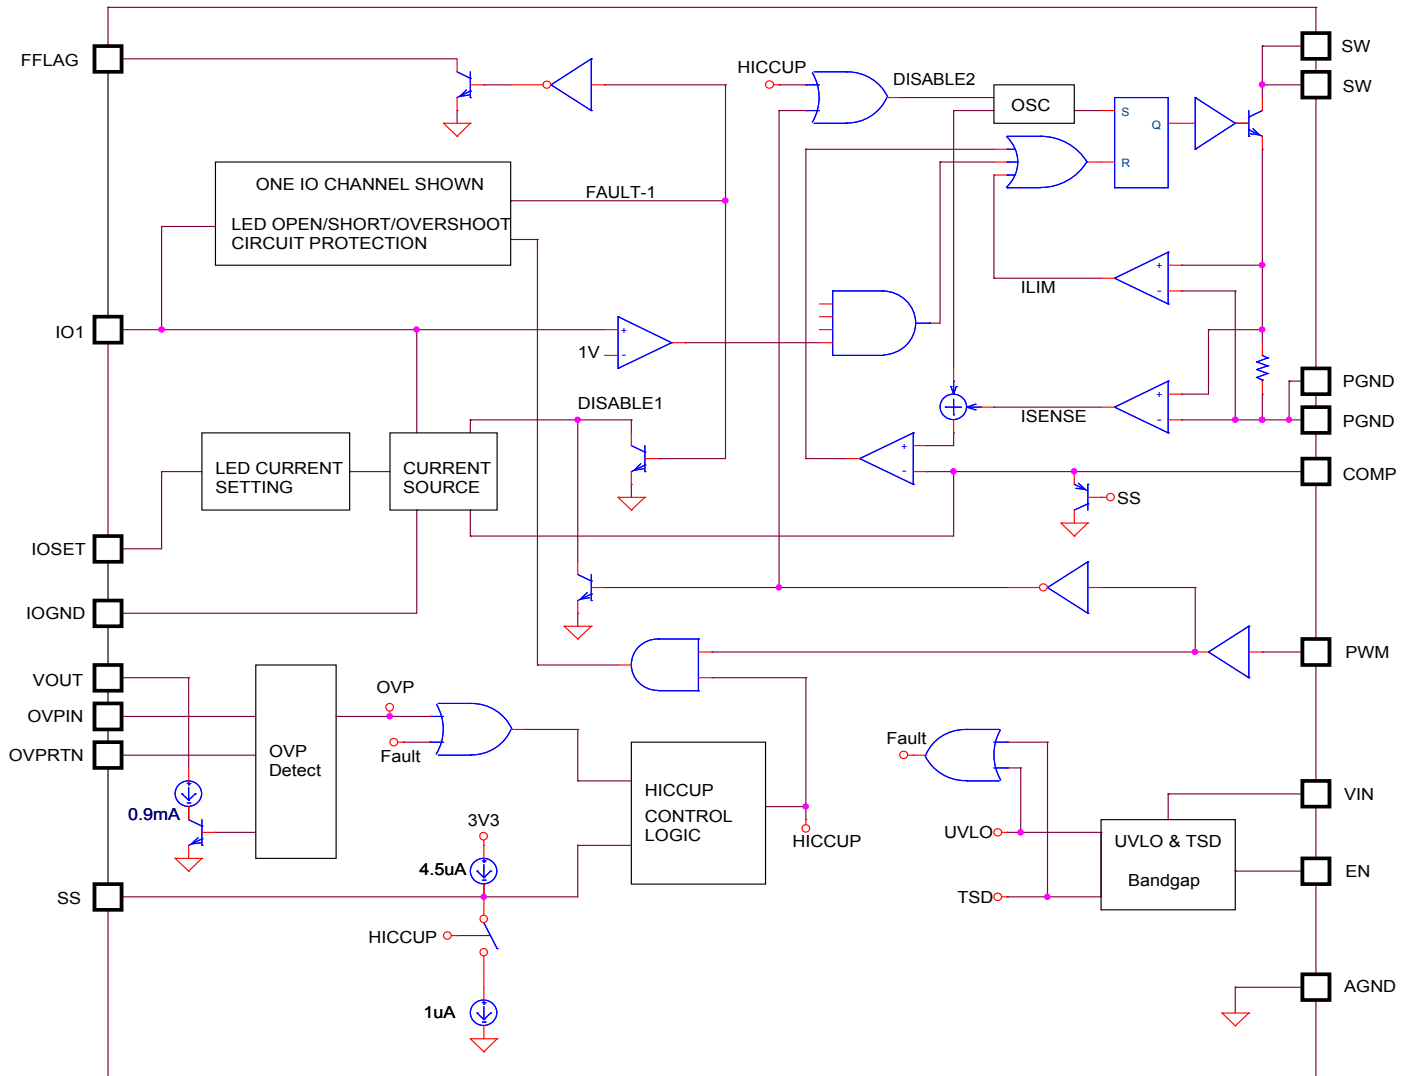 FFLAG
HICCUP
DISABLE2
SW
SW
OSC
S
Q
R
ONE IO CHANNEL SHOWN
LED OPEN/SHORT/OVERSHOOT
CIRCUIT PROTECTION
FAULT-1
+
-
ILIM
IO1
+
-
1V
PGND
PGND
DISABLE1
+
-
ISENSE
LED CURRENT
SETTING
CURRENT
SOURCE
+
-
COMP
SS
IOSET
IOGND
PWM
VOUT
OVPIN
OVPRTN
OVP
Detect
OVP
Fault
0.9mA
HICCUP
CONTROL
LOGIC
HICCUP
Fault
UVLO
TSD
UVLO & TSD
Bandgap
VIN
EN
3V3
4.5uA
SS
HICCUP
1uA
AGND